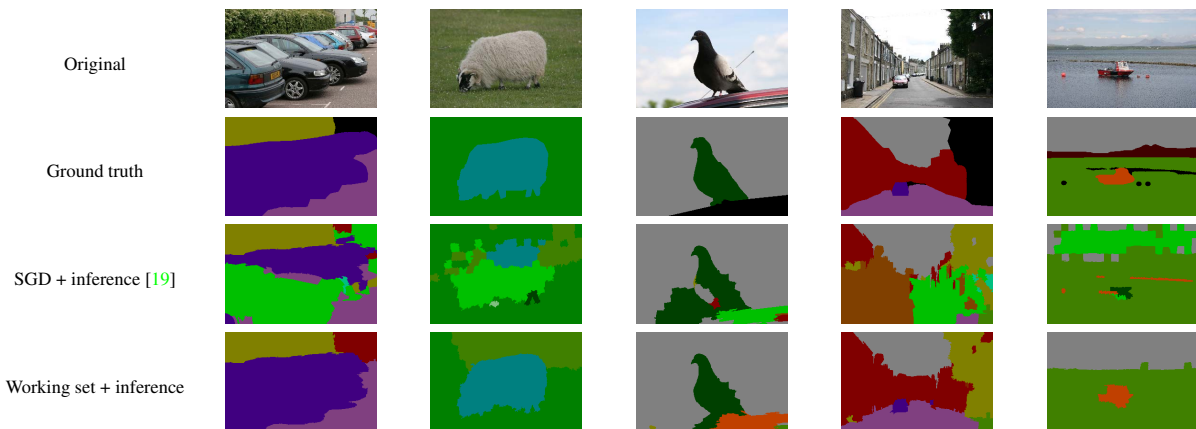 Original
Ground truth
SGD + inference [19]
Working set + inference